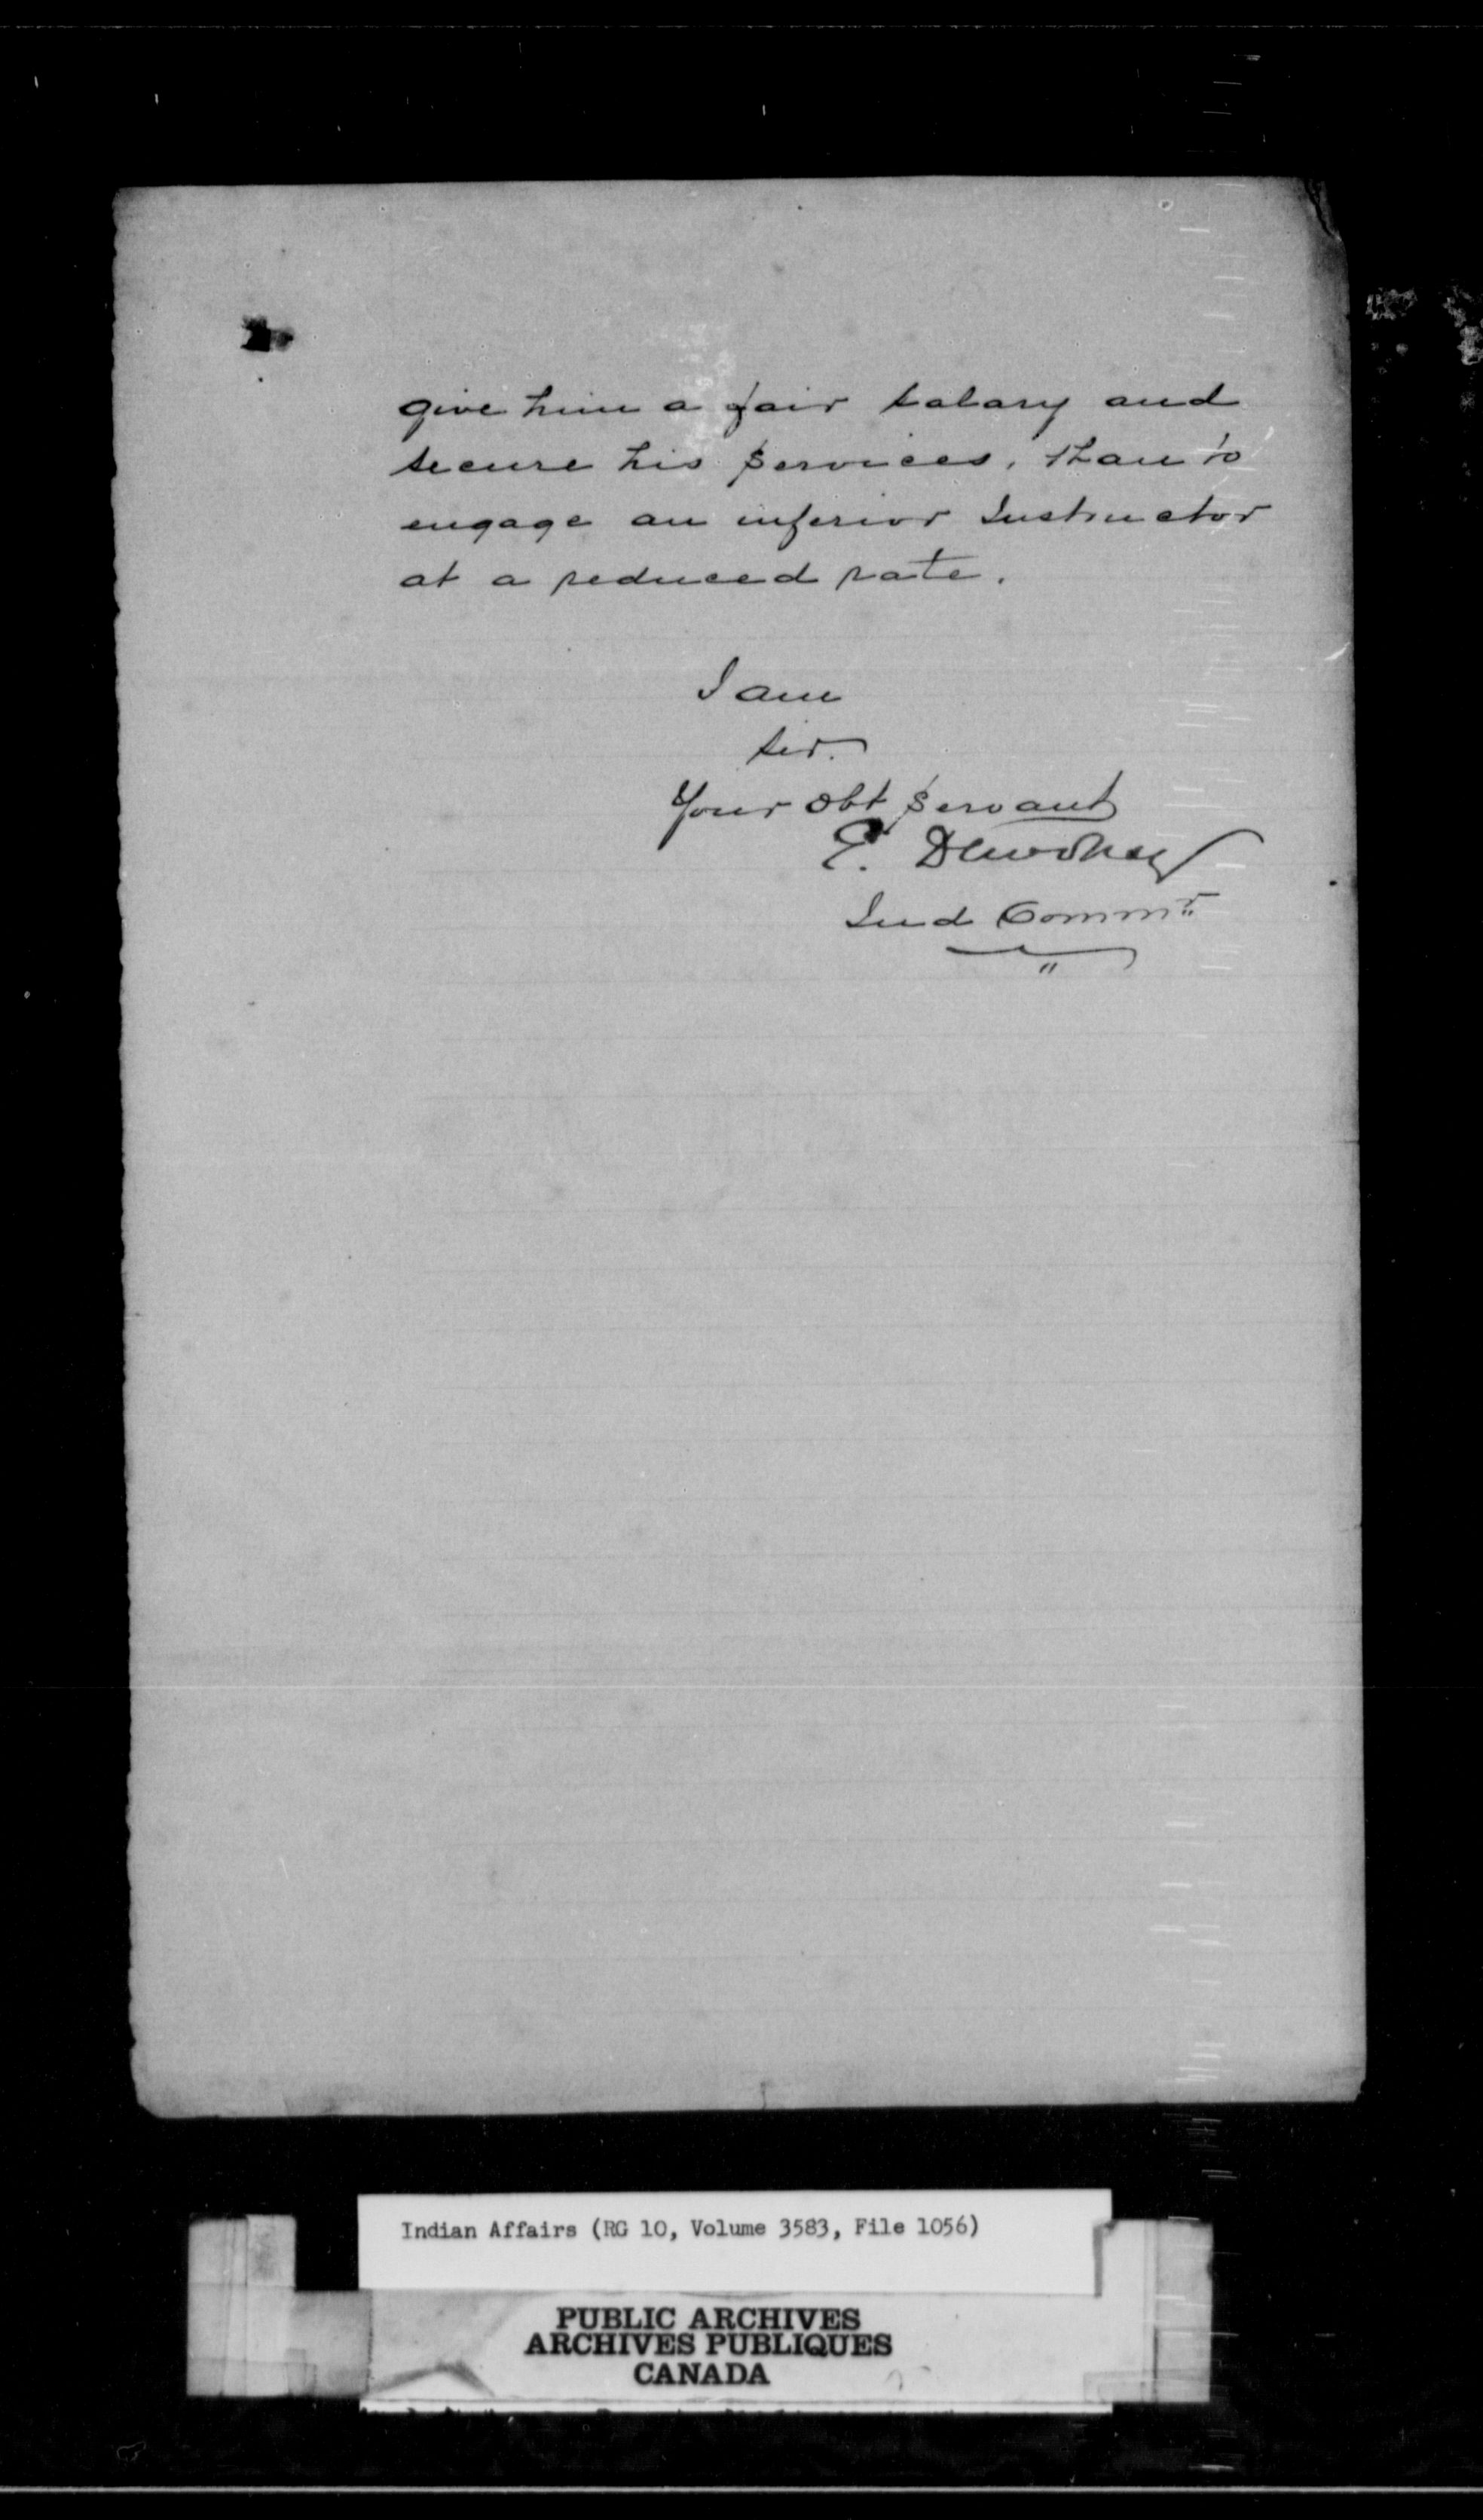 give him a fair salary and
secure his services, than to
engage an inferior Instructor
at a reduced rate.
I am
Sir.
Your obt servant
E. Dewdney
Ind Commr
Indian Affairs (RG 10, Volume 3583, File 1056)
PUBLIC ARCHIVES
ARCHIVES PUBLIQUES
CANADA